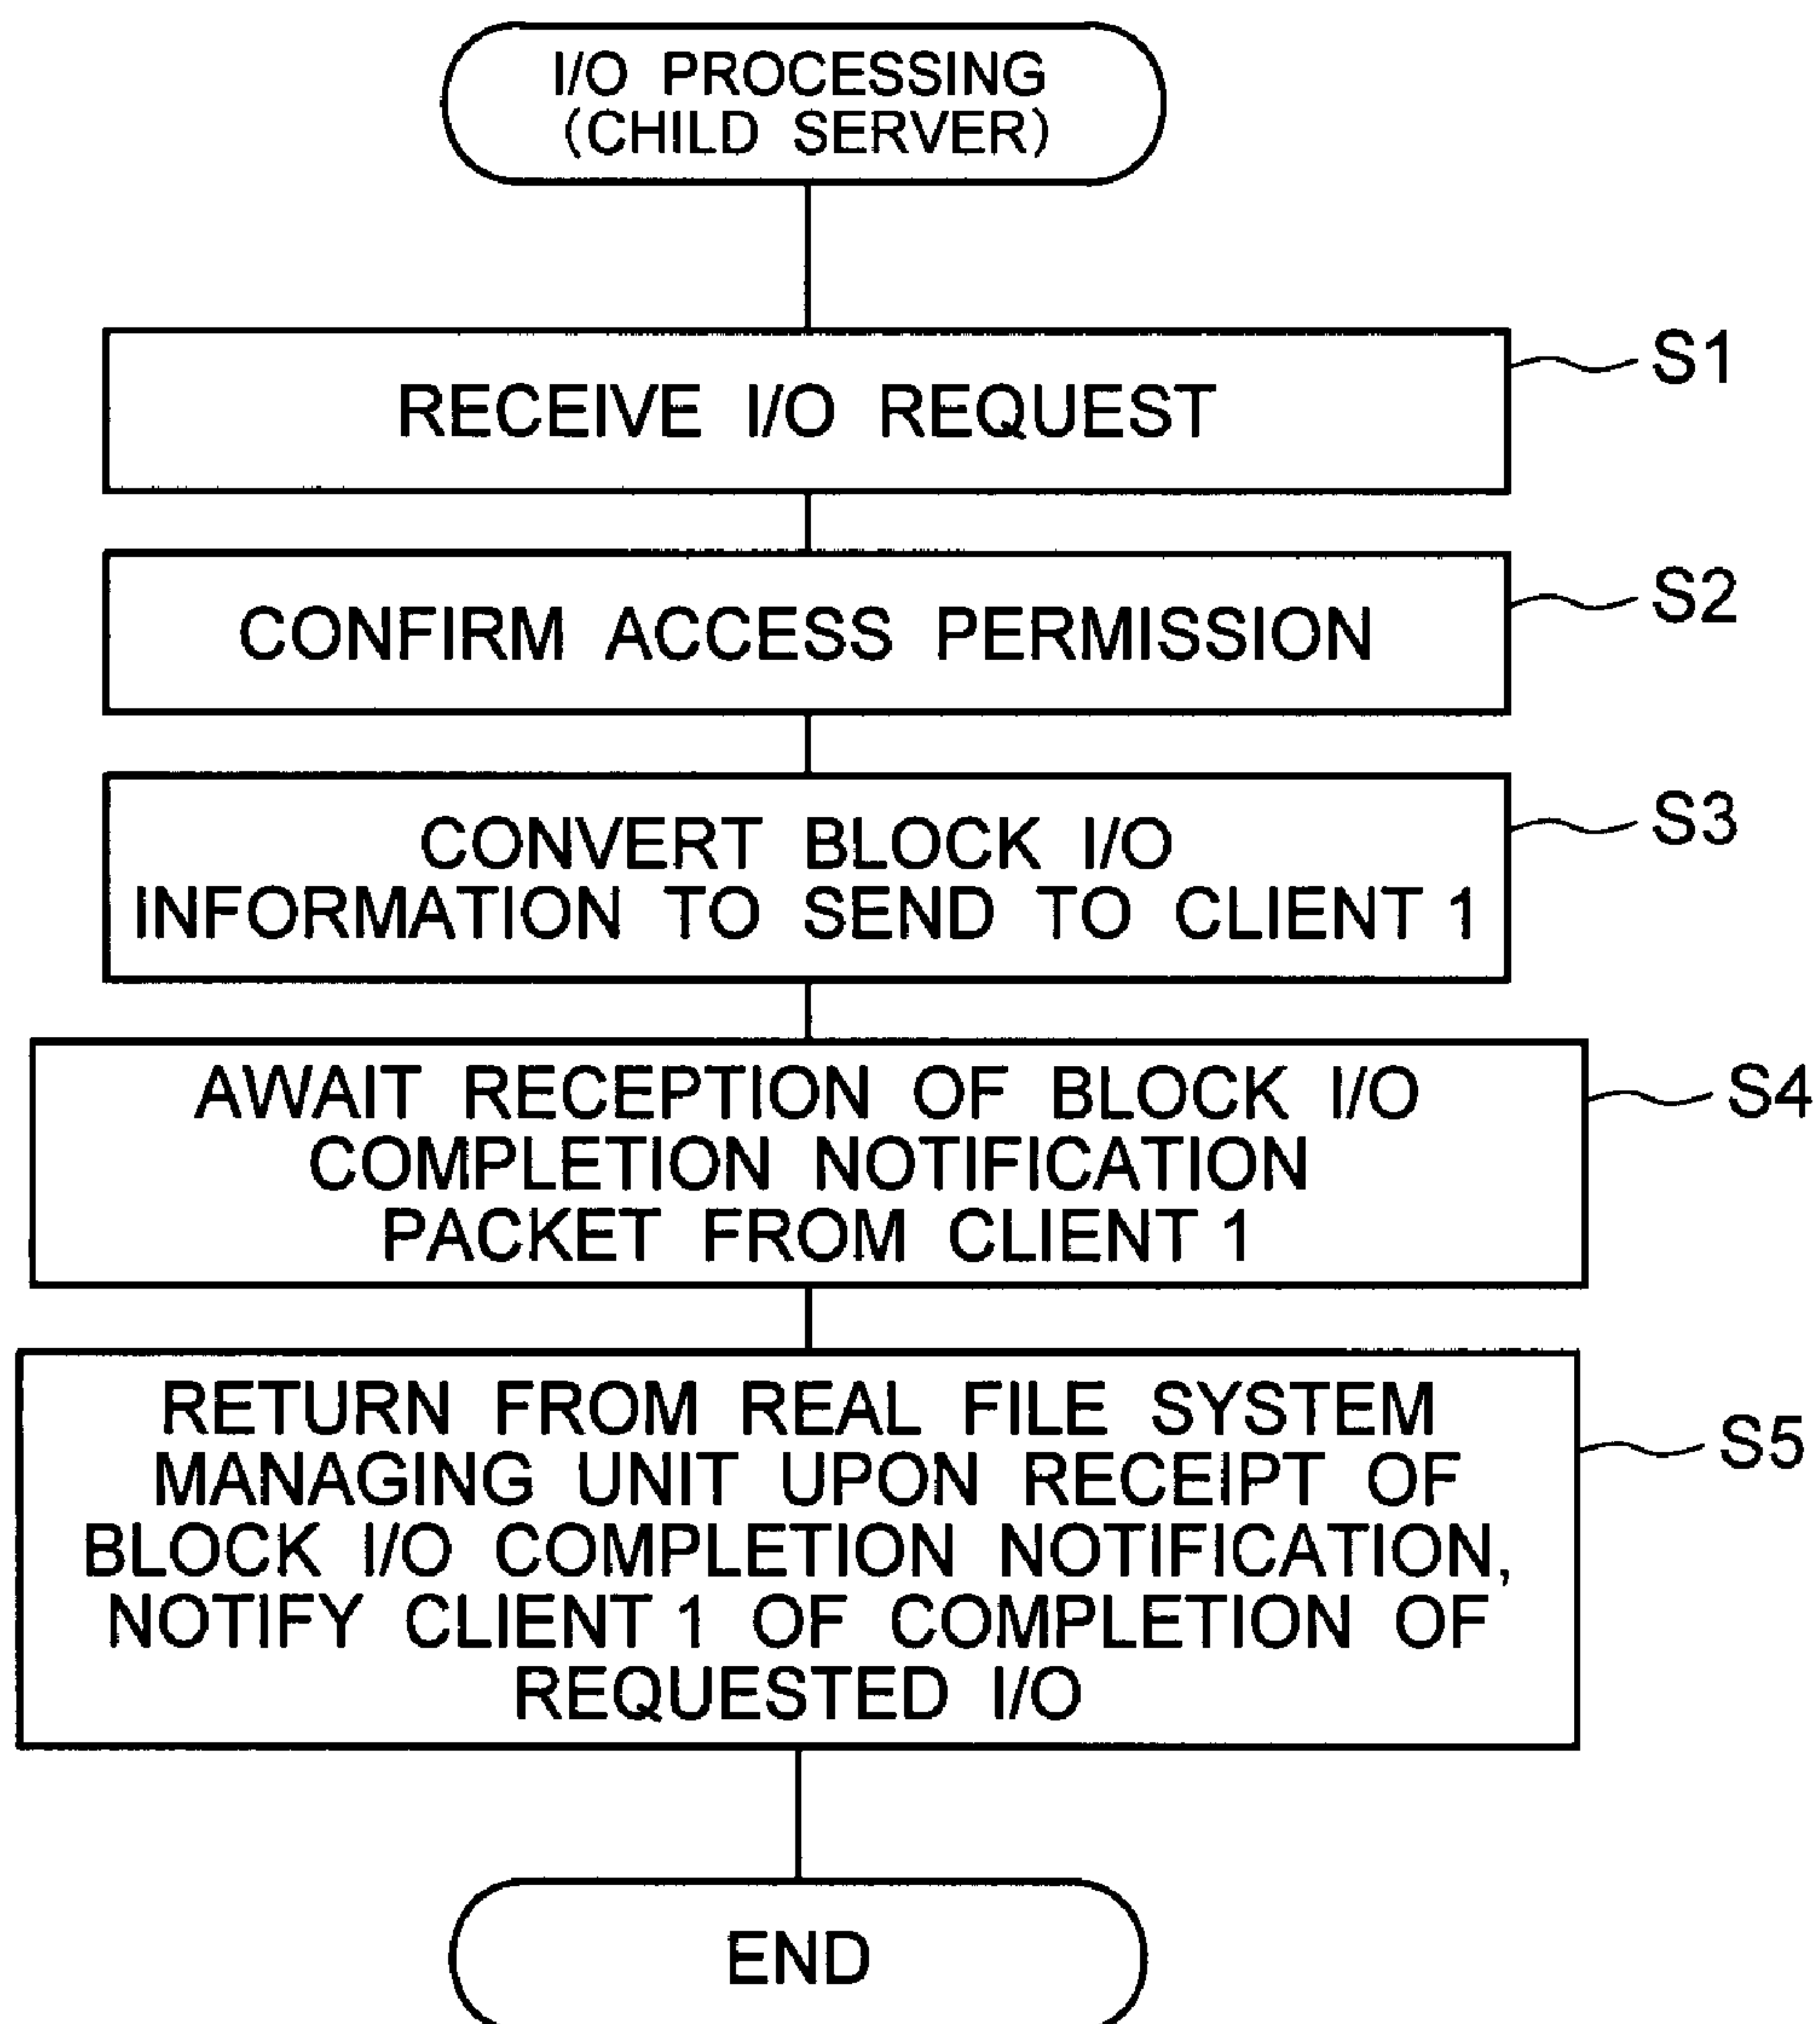 I/O PROCESSING
(CHILD SERVER)
RECEIVE I/O REQUEST
S1
CONFIRM ACCESS PERMISSION
S2
CONVERT BLOCK I/O
INFORMATION TO SEND TO CLIENT 1
S3
AWAIT RECEPTION OF BLOCK I/O
COMPLETION NOTIFICATION
PACKET FROM CLIENT 1
S4
RETURN FROM REAL FILE SYSTEM
MANAGING UNIT UPON RECEIPT OF
BLOCK I/O COMPLETION NOTIFICATION,
NOTIFY CLIENT 1 OF COMPLETION OF
REQUESTED I/O
S5
END